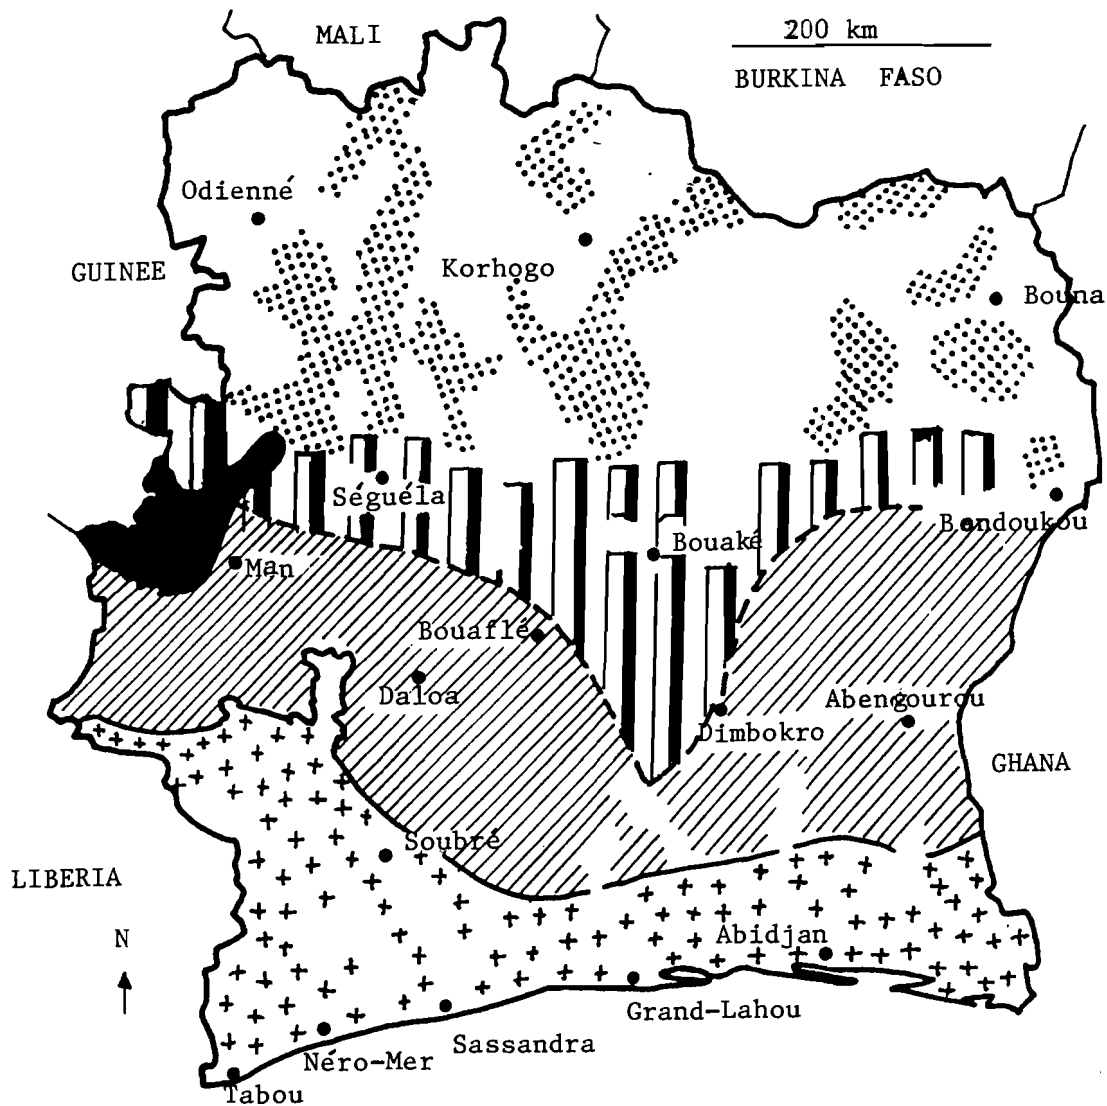 MALI
200 km
BURKINA FASO
Odienné
GUINEE
Korhogo
Bouna
Séguéla
Bondoukou
Bouaké
Man
Bouaflé
Daloa
Abengourou
Dimbokro
GHANA
Soubré
LIBERIA
N
Abidjan
Grand-Lahou
Sassandra
Néro-Mer
Tabou